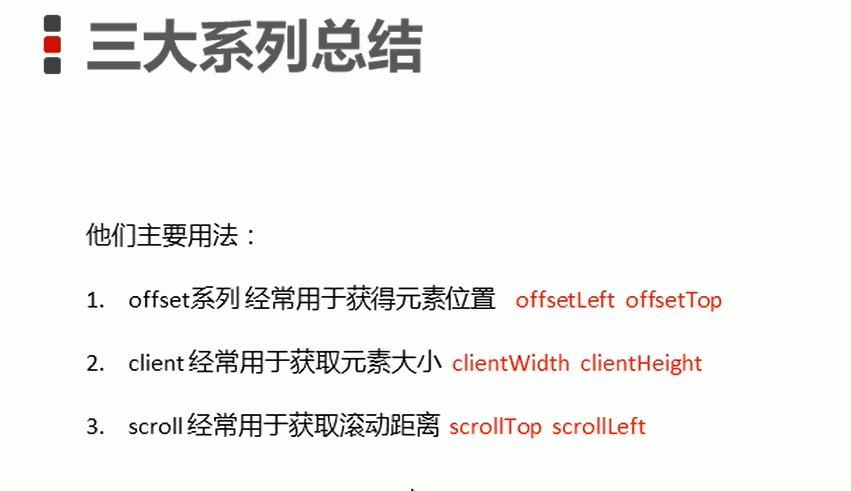 三大系列总结
他们主要用法：
1. offset系列 经常用于获得元素位置 offsetLeft offsetTop
2. client 经常用于获取元素大小 clientWidth clientHeight
3. scroll 经常用于获取滚动距离 scrollTop scrollLeft